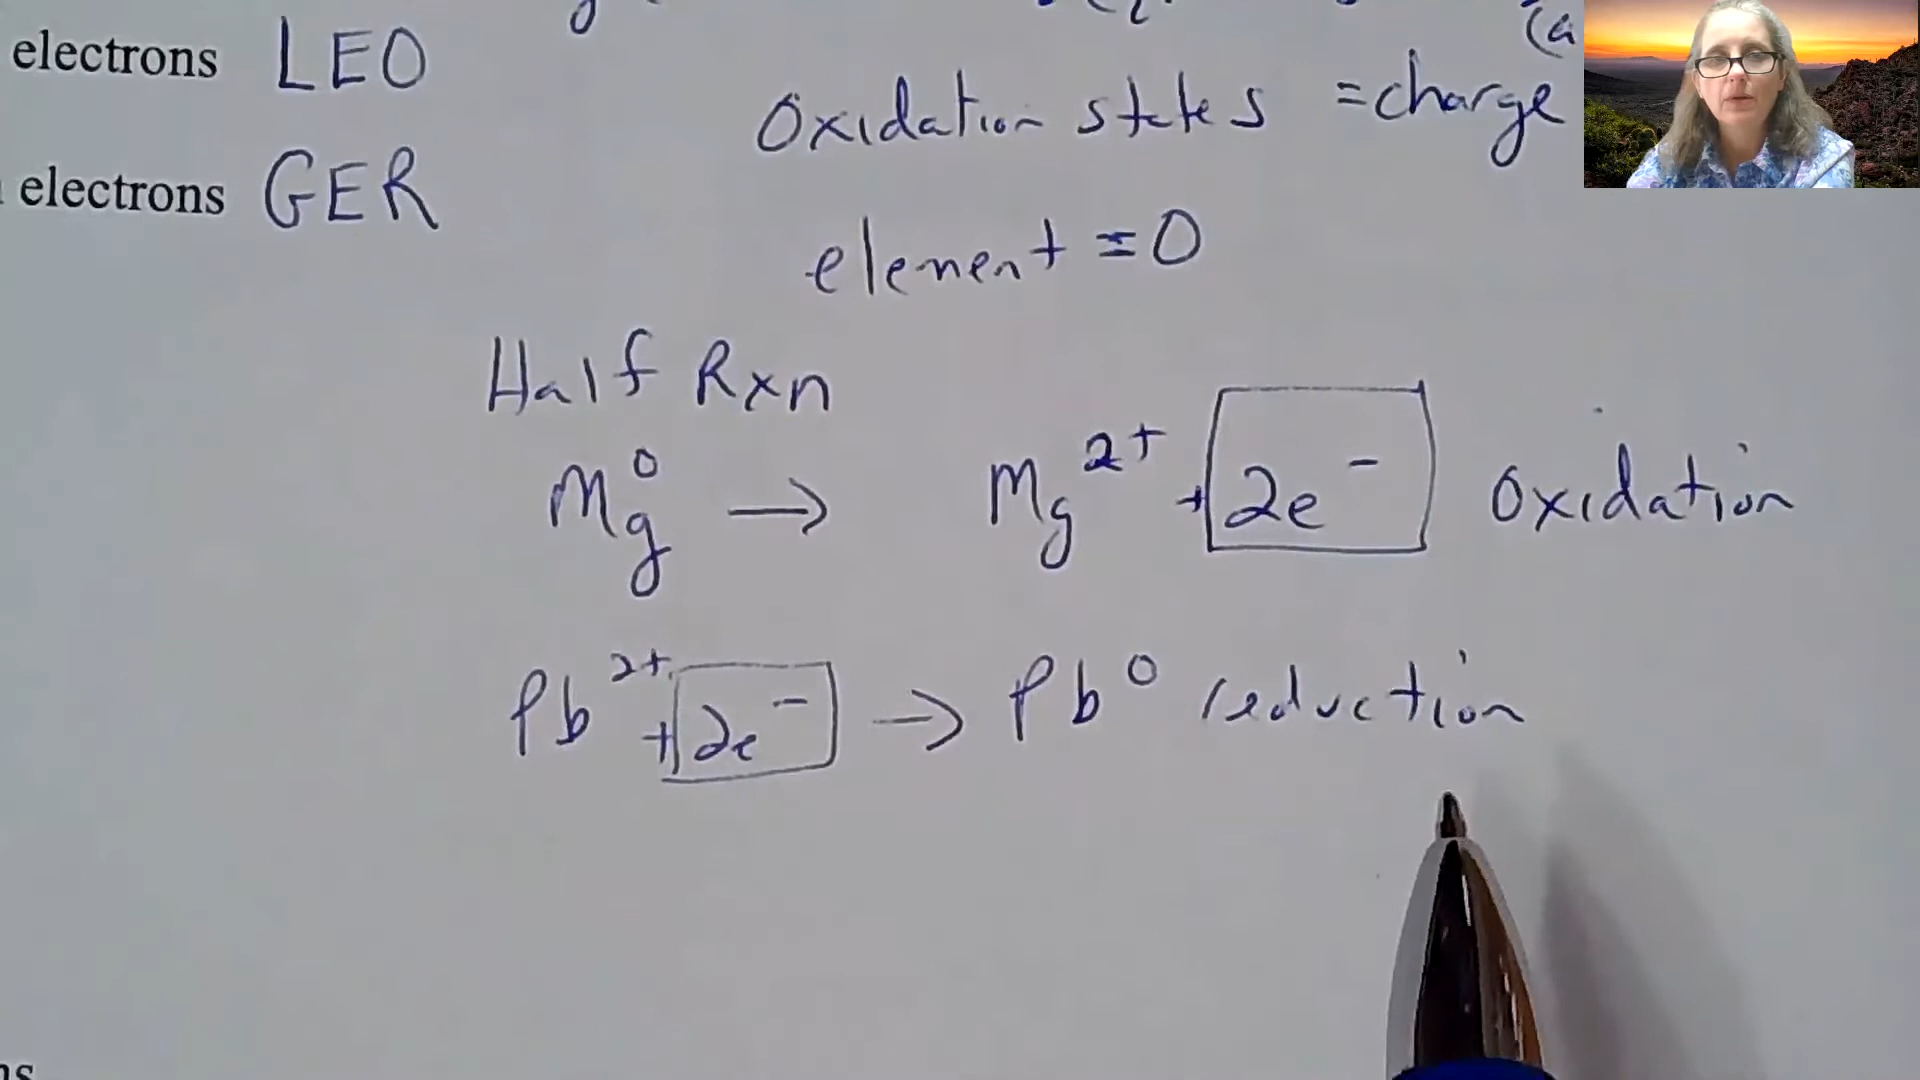 electrons LEO
electrons GER
Oxidation states = charge
element = 0
Half Rxn
Mg⁰ → Mg²⁺ + 2e⁻ Oxidation
Pb²⁺ + 2e⁻ → Pb⁰ reduction